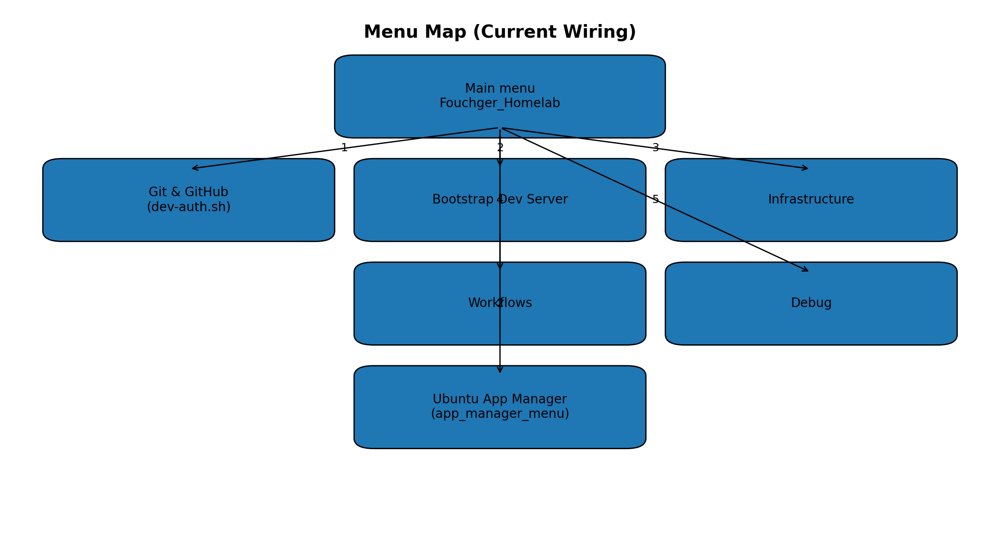 Menu Map (Current Wiring)
Main menu
Fouchger_Homelab
1
2
3
Git & GitHub
(dev-auth.sh)
Bootstrap Dev Server
4
5
Infrastructure
Workflows
2
Debug
Ubuntu App Manager
(app_manager_menu)